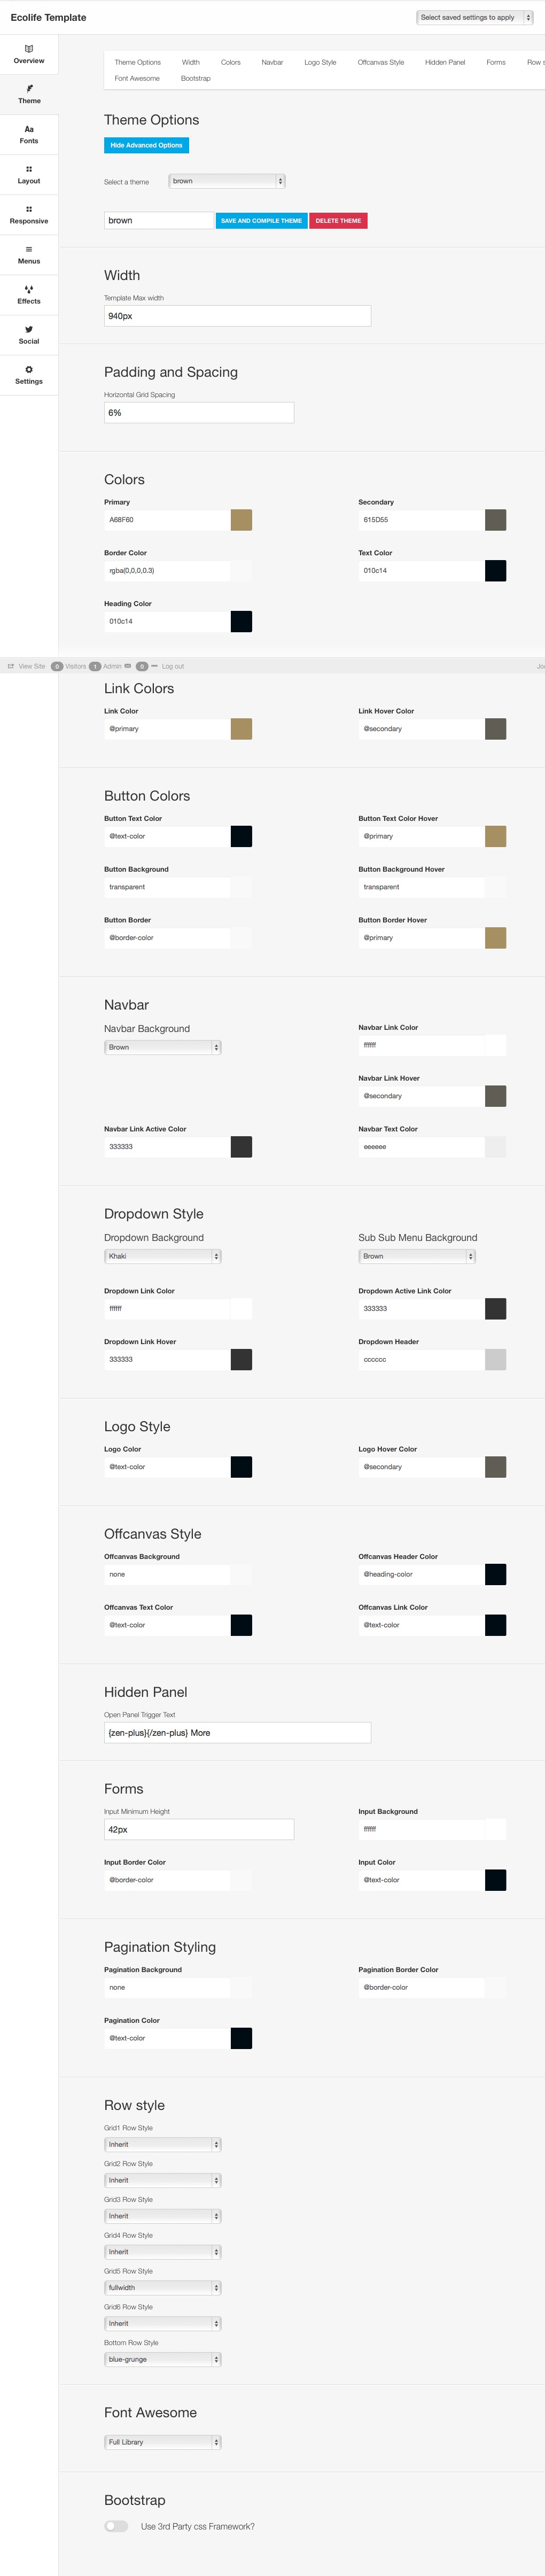 Ecolife Template
Select saved settings to apply
Overview
Theme
Aa
Fonts
Layout
Responsive
Menus
Effects
Social
Settings
Theme Options Width Colors Navbar Logo Style Offcanvas Style Hidden Panel Forms Row s
Font Awesome Bootstrap
Theme Options
Hide Advanced Options
Select a theme brown
brown SAVE AND COMPILE THEME DELETE THEME
Width
Template Max width
940px
Padding and Spacing
Horizontal Grid Spacing
6%
Colors
Primary Secondary
A68F60 615D55
Border Color Text Color
rgba(0,0,0,0.3) 010c14
Heading Color
010c14
View Site 0 Visitors 1 Admin 0 Log out Joo
Link Colors
Link Color Link Hover Color
@primary @secondary
Button Colors
Button Text Color Button Text Color Hover
@text-color @primary
Button Background Button Background Hover
transparent transparent
Button Border Button Border Hover
@border-color @primary
Navbar
Navbar Background Navbar Link Color
Brown ffffff
Navbar Link Hover
@secondary
Navbar Link Active Color Navbar Text Color
333333 eeeeee
Dropdown Style
Dropdown Background Sub Sub Menu Background
Khaki Brown
Dropdown Link Color Dropdown Active Link Color
ffffff 333333
Dropdown Link Hover Dropdown Header
333333 cccccc
Logo Style
Logo Color Logo Hover Color
@text-color @secondary
Offcanvas Style
Offcanvas Background Offcanvas Header Color
none @heading-color
Offcanvas Text Color Offcanvas Link Color
@text-color @text-color
Hidden Panel
Open Panel Trigger Text
{zen-plus}{/zen-plus} More
Forms
Input Minimum Height Input Background
42px ffffff
Input Border Color Input Color
@border-color @text-color
Pagination Styling
Pagination Background Pagination Border Color
none @border-color
Pagination Color
@text-color
Row style
Grid1 Row Style
Inherit
Grid2 Row Style
Inherit
Grid3 Row Style
Inherit
Grid4 Row Style
Inherit
Grid5 Row Style
fullwidth
Grid6 Row Style
Inherit
Bottom Row Style
blue-grunge
Font Awesome
Full Library
Bootstrap
Use 3rd Party css Framework?